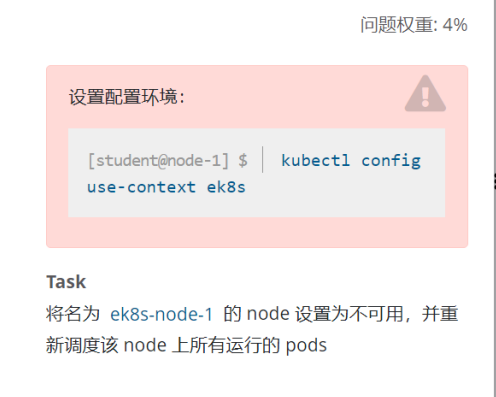 问题权重: 4%
设置配置环境：
[student@node-1] $ | kubectl config
use-context ek8s
Task
将名为 ek8s-node-1 的 node 设置为不可用，并重
新调度该 node 上所有运行的 pods